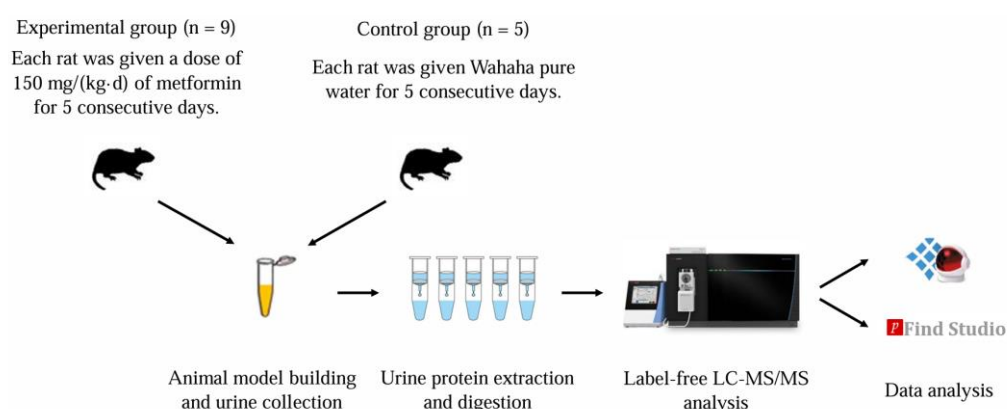 Experimental group (n = 9)
Each rat was given a dose of
150 mg/(kg·d) of metformin
for 5 consecutive days.
Control group (n = 5)
Each rat was given Wahaha pure
water for 5 consecutive days.
pFind Studio
Animal model building
and urine collection
Urine protein extraction
and digestion
Label-free LC-MS/MS
analysis
Data analysis